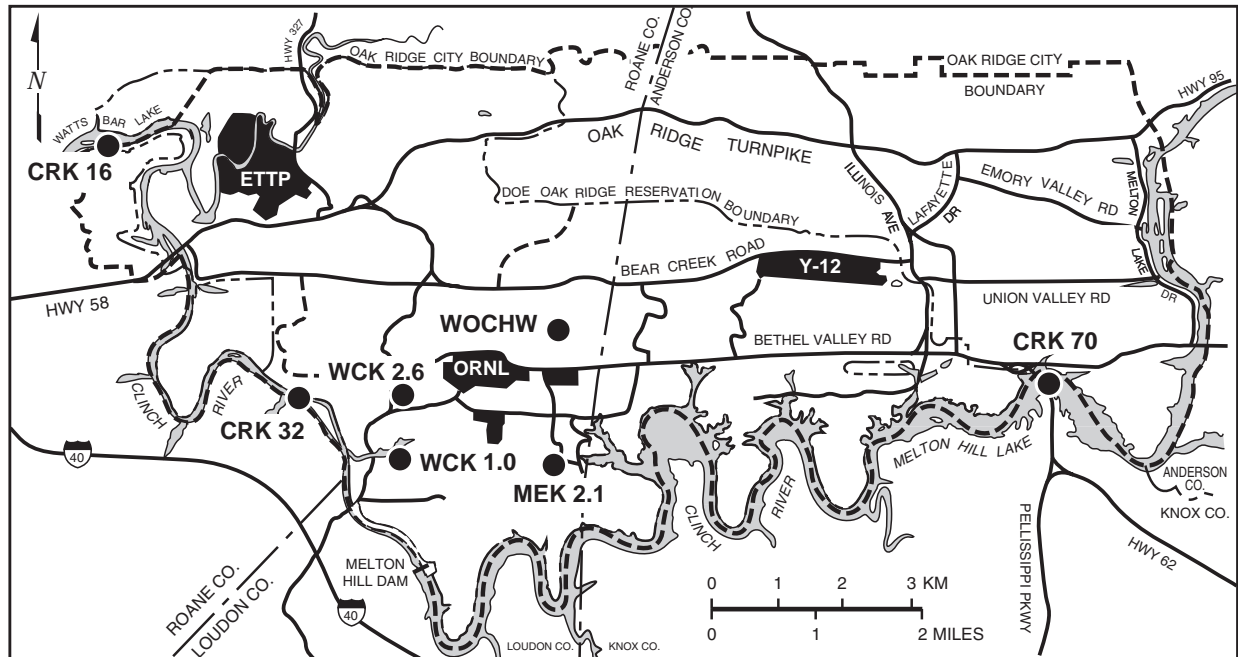 HWY 327
OAK RIDGE CITY BOUNDARY
ROANE CO.
ANDERSON CO.
OAK RIDGE CITY
BOUNDARY
HWY 95
N
WATTS BAR LAKE
CRK 16
ETTP
OAK RIDGE TURNPIKE
DOE OAK RIDGE RESERVATION BOUNDARY
ILLINOIS AVE
LAFAYETTE
DR
EMORY VALLEY RD
MELTON
LAKE
DR
BEAR CREEK ROAD
Y-12
HWY 58
UNION VALLEY RD
WOCHW
BETHEL VALLEY RD
CRK 70
WCK 2.6
ORNL
CLINCH
RIVER
CRK 32
WCK 1.0
MEK 2.1
MELTON HILL LAKE
40
ANDERSON
CO.
KNOX CO.
CLINCH
RIVER
PELLISSIPPI PKWY
HWY 62
MELTON
HILL DAM
ROANE CO.
LOUDON CO.
40
0 1 2 3 KM
0 1 2 MILES
LOUDON CO.
KNOX CO.